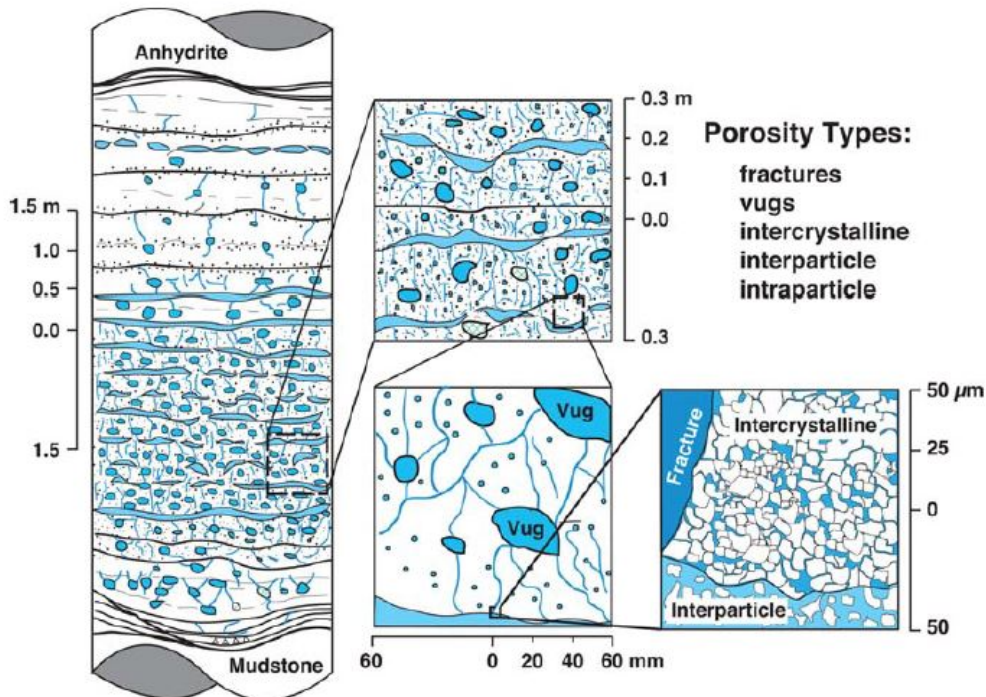 Anhydrite
1.5 m
1.0
0.5
0.0
1.5
Mudstone
0.3 m
0.2
0.1
0.0
0.3
Porosity Types:
fractures
vugs
intercrystalline
interparticle
intraparticle
Vug
Vug
60 0 20 40 60 mm
Fracture
Intercrystalline
Interparticle
50 µm
25
0
50